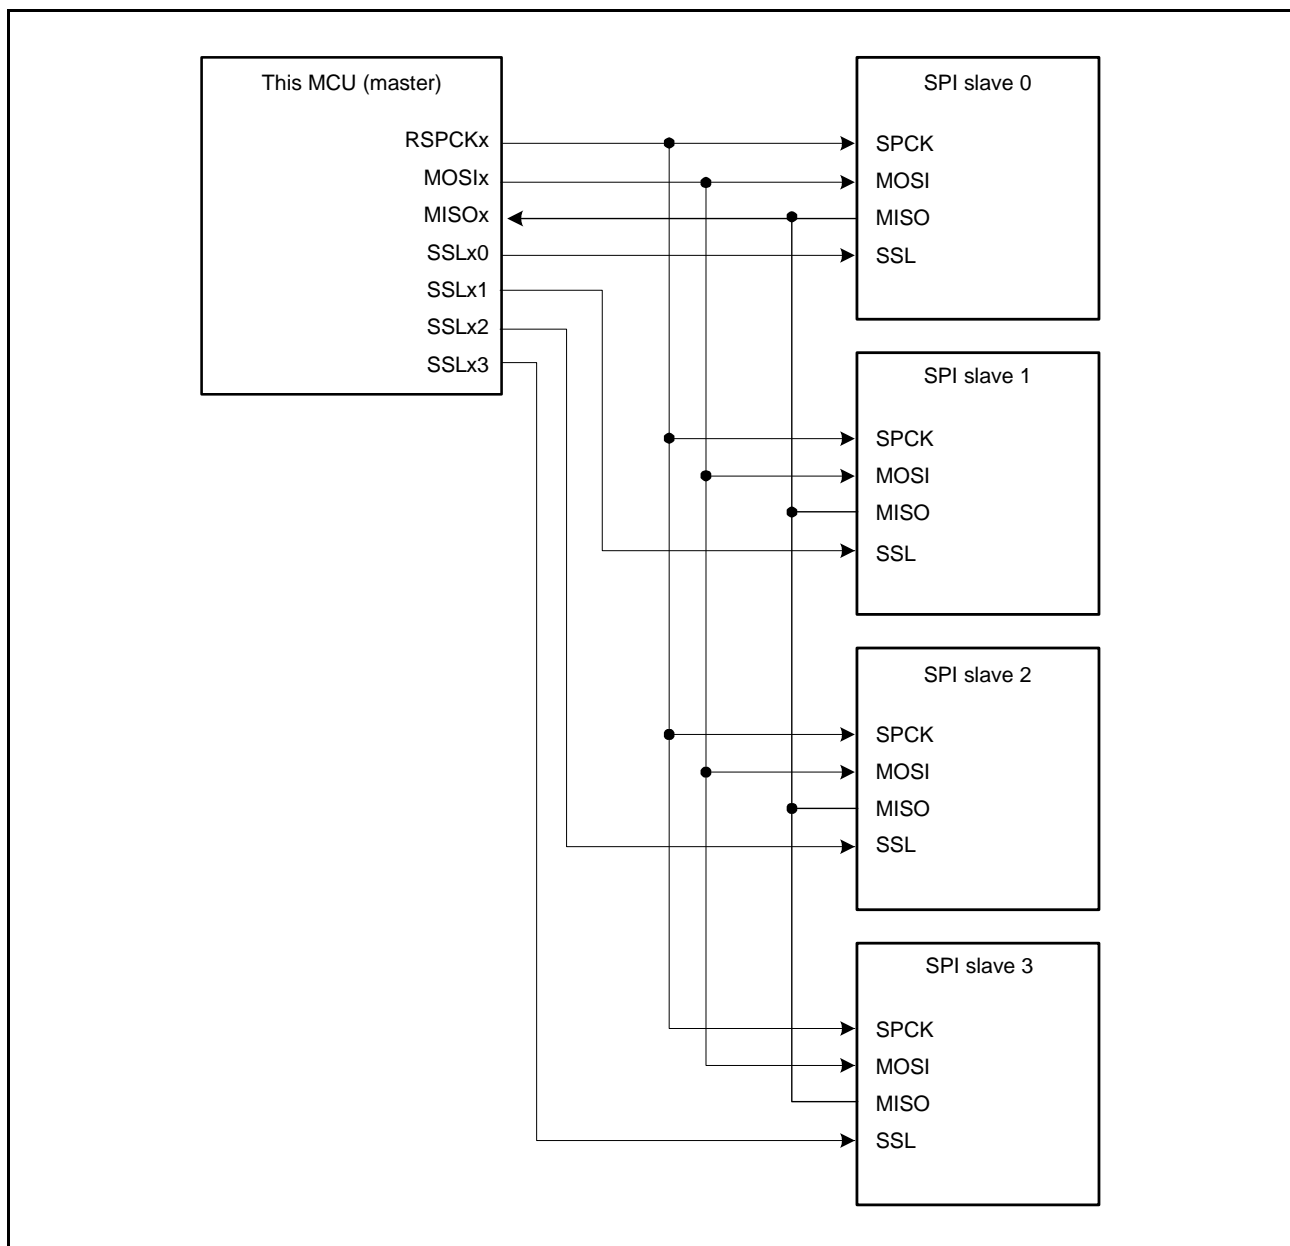 This MCU (master)
RSPCKx
MOSIx
MISOx
SSLx0
SSLx1
SSLx2
SSLx3
SPI slave 0
SPCK
MOSI
MISO
SSL
SPI slave 1
SPCK
MOSI
MISO
SSL
SPI slave 2
SPCK
MOSI
MISO
SSL
SPI slave 3
SPCK
MOSI
MISO
SSL